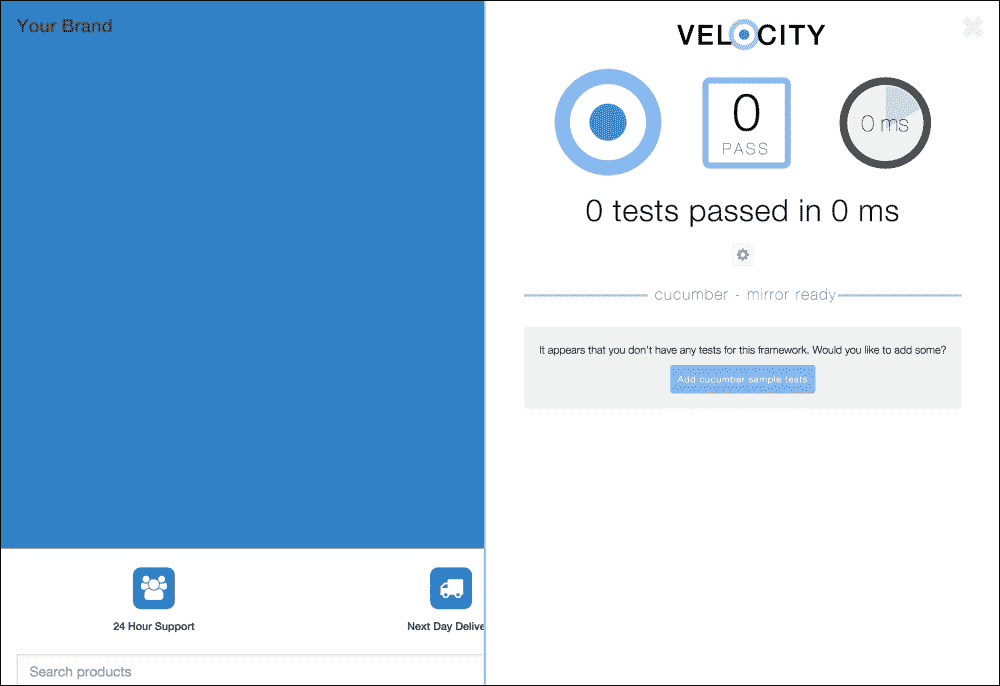 Your Brand
24 Hour Support
Next Day Delive
Search products
VELOCITY
0
PASS
0 ms
0 tests passed in 0 ms
cucumber - mirror ready
It appears that you don't have any tests for this framework. Would you like to add some?
Add cucumber sample tests